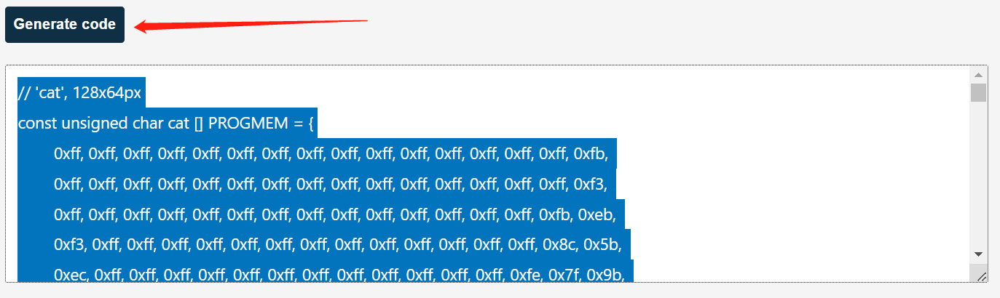 Generate code
// 'cat', 128x64px
const unsigned char cat [] PROGMEM = {
0xff, 0xff, 0xff, 0xff, 0xff, 0xff, 0xff, 0xff, 0xff, 0xff, 0xff, 0xff, 0xff, 0xff, 0xff, 0xfb,
0xff, 0xff, 0xff, 0xff, 0xff, 0xff, 0xff, 0xff, 0xff, 0xff, 0xff, 0xff, 0xff, 0xff, 0xff, 0xf3,
0xff, 0xff, 0xff, 0xff, 0xff, 0xff, 0xff, 0xff, 0xff, 0xff, 0xff, 0xff, 0xff, 0xff, 0xfb, 0xeb,
0xf3, 0xff, 0xff, 0xff, 0xff, 0xff, 0xff, 0xff, 0xff, 0xff, 0xff, 0xff, 0xff, 0xff, 0x8c, 0x5b,
0xec, 0xff, 0xff, 0xff, 0xff, 0xff, 0xff, 0xff, 0xff, 0xff, 0xff, 0xff, 0xff, 0xfe, 0x7f, 0x9b,